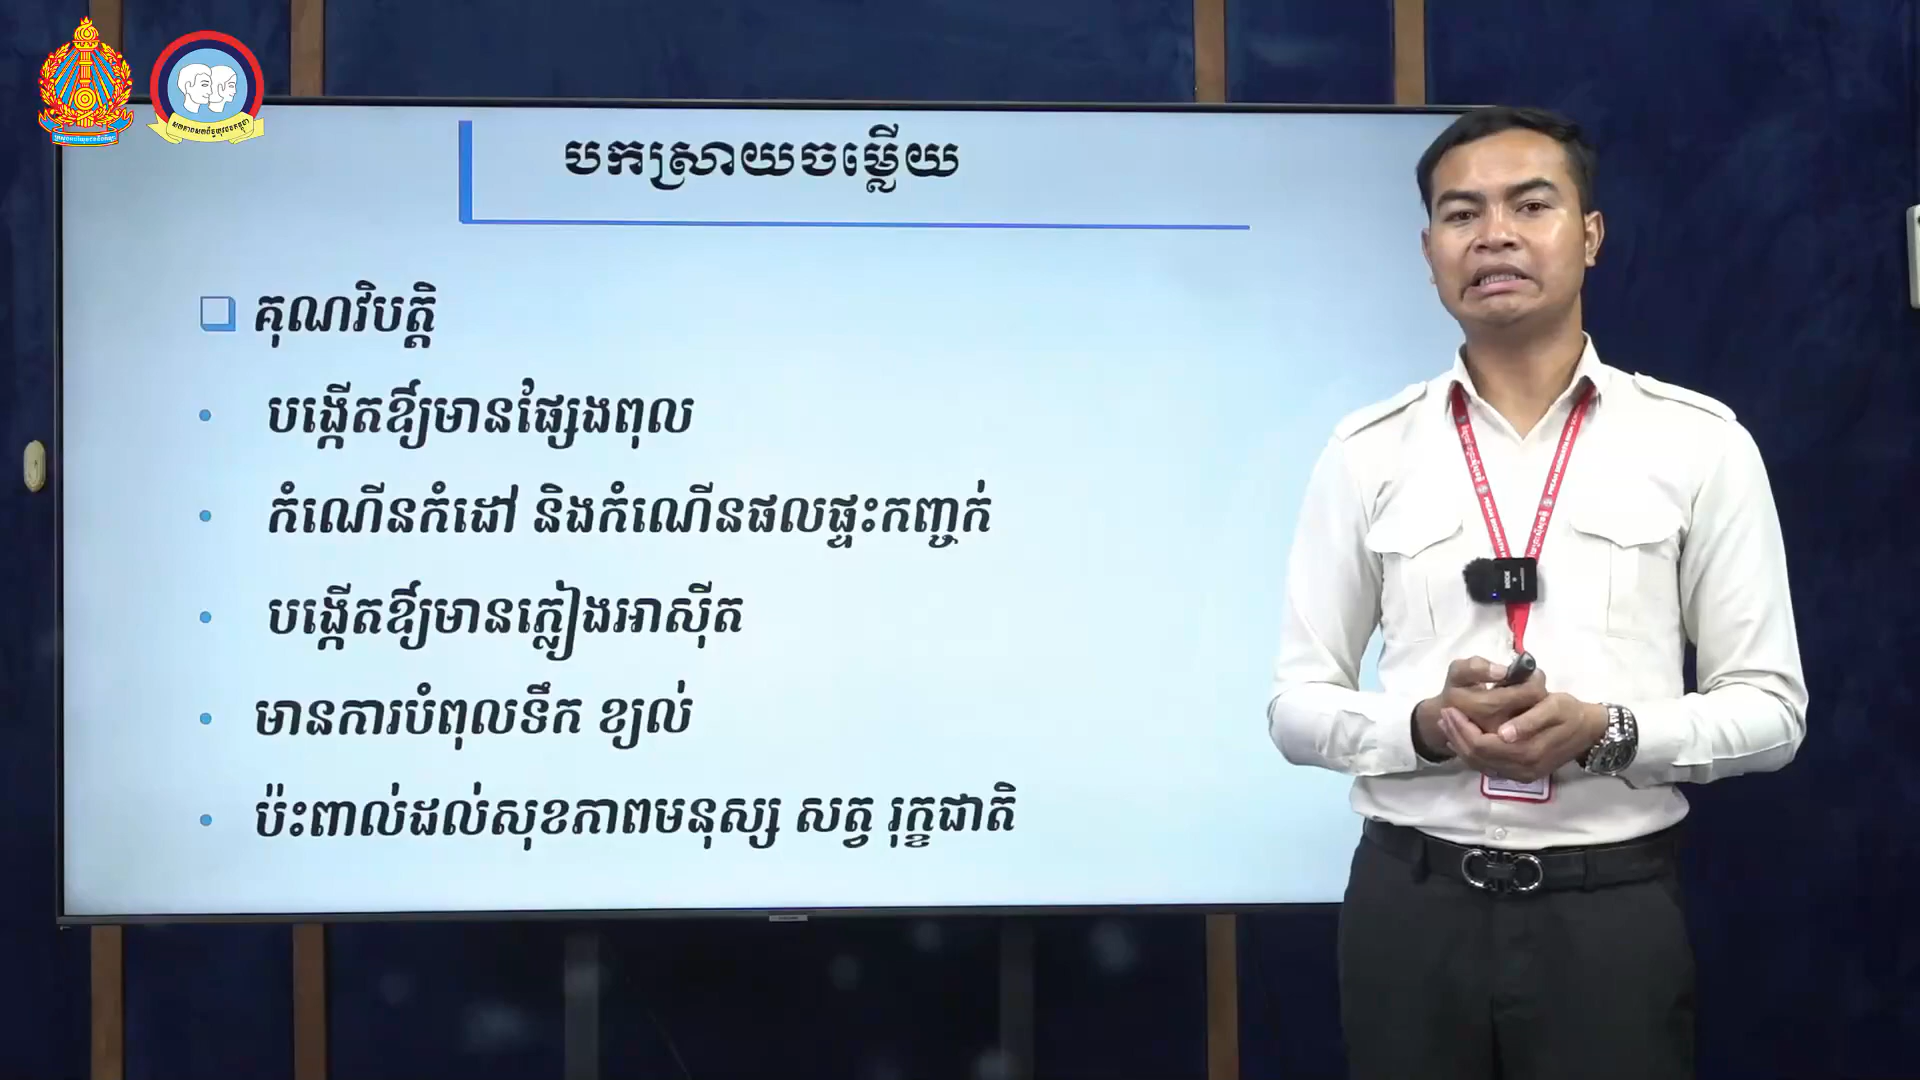 បកស្រាយចម្លើយ
គុណវិបត្តិ
បង្កើតឱ្យមានផ្សែងពុល
កំណើនកំដៅ និងកំណើនផលផ្ទះកញ្ចក់
បង្កើតឱ្យមានភ្លៀងអាស៊ីត
មានការបំពុលទឹក ខ្យល់
ប៉ះពាល់ដល់សុខភាពមនុស្ស សត្វ រុក្ខជាតិ